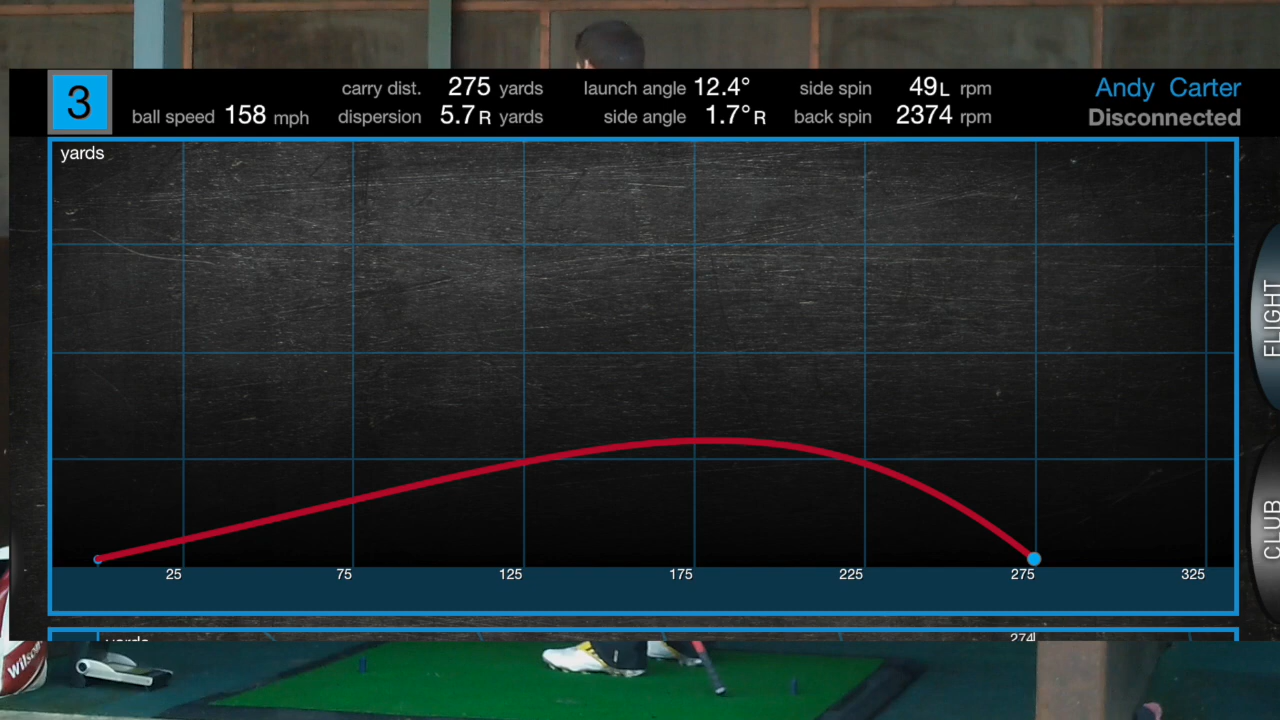 3
carry dist. 275 yards launch angle 12.4° side spin 49L rpm
ball speed 158 mph dispersion 5.7R yards side angle 1.7°R back spin 2374 rpm
Andy Carter
Disconnected
yards
25 75 125 175 225 275 325
FLIGHT
CLUB
yards
274
Wilson